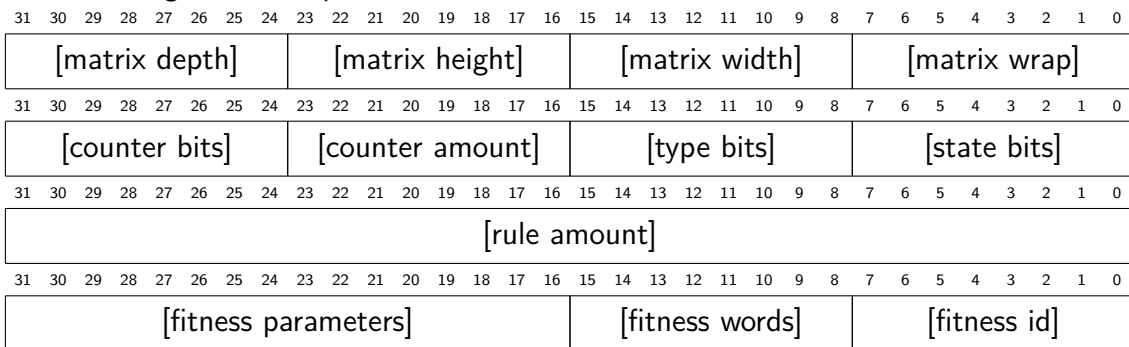 31 30 29 28 27 26 25 24 23 22 21 20 19 18 17 16 15 14 13 12 11 10 9 8 7 6 5 4 3 2 1 0
[matrix depth] [matrix height] [matrix width] [matrix wrap]
31 30 29 28 27 26 25 24 23 22 21 20 19 18 17 16 15 14 13 12 11 10 9 8 7 6 5 4 3 2 1 0
[counter bits] [counter amount] [type bits] [state bits]
31 30 29 28 27 26 25 24 23 22 21 20 19 18 17 16 15 14 13 12 11 10 9 8 7 6 5 4 3 2 1 0
[rule amount]
31 30 29 28 27 26 25 24 23 22 21 20 19 18 17 16 15 14 13 12 11 10 9 8 7 6 5 4 3 2 1 0
[fitness parameters] [fitness words] [fitness id]